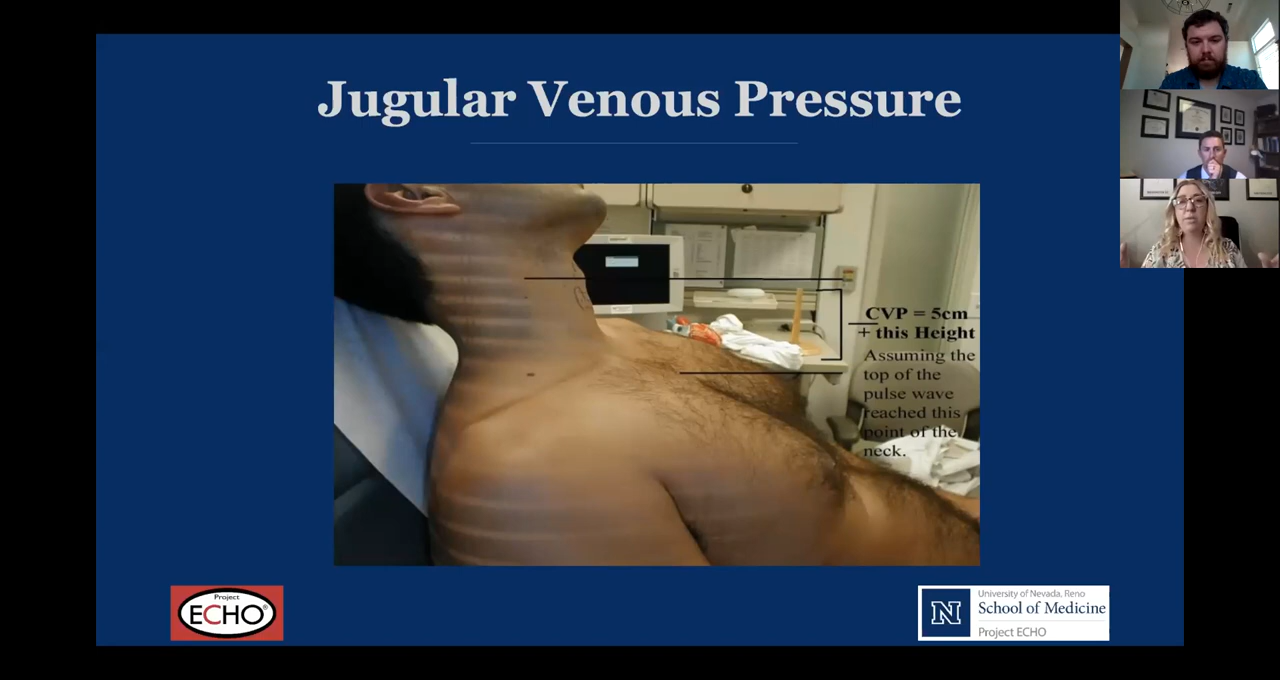 Jugular Venous Pressure
CVP = 5cm
+ this Height
Assuming the
top of the
pulse wave
reached this
point of the
neck.
Project
ECHO®
N
University of Nevada, Reno
School of Medicine
Project ECHO